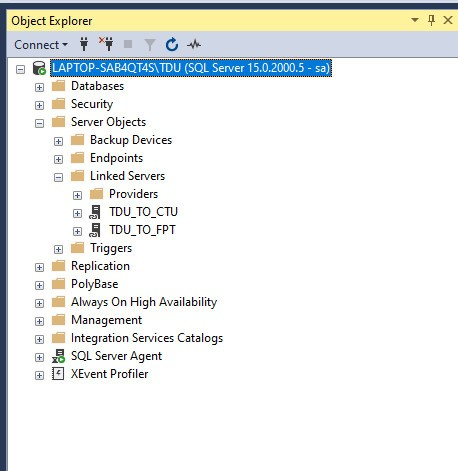 Object Explorer
Connect
LAPTOP-SAB4QT4S\TDU (SQL Server 15.0.2000.5 - sa)
Databases
Security
Server Objects
Backup Devices
Endpoints
Linked Servers
Providers
TDU_TO_CTU
TDU_TO_FPT
Triggers
Replication
PolyBase
Always On High Availability
Management
Integration Services Catalogs
SQL Server Agent
XEvent Profiler